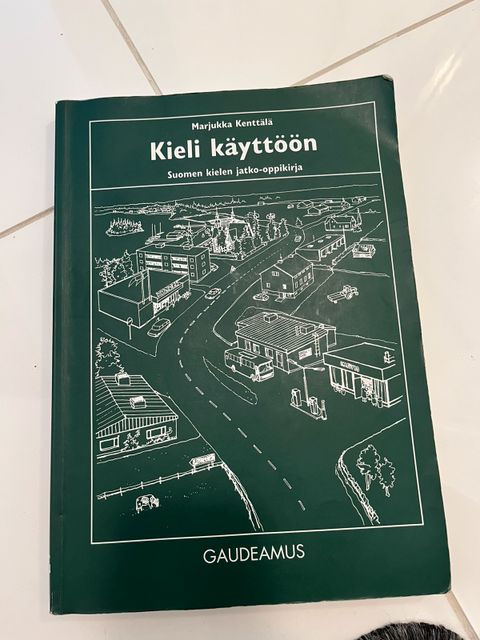 Marjukka Kenttälä
Kieli käyttöön
Suomen kielen jatko-oppikirja
GAUDEAMUS